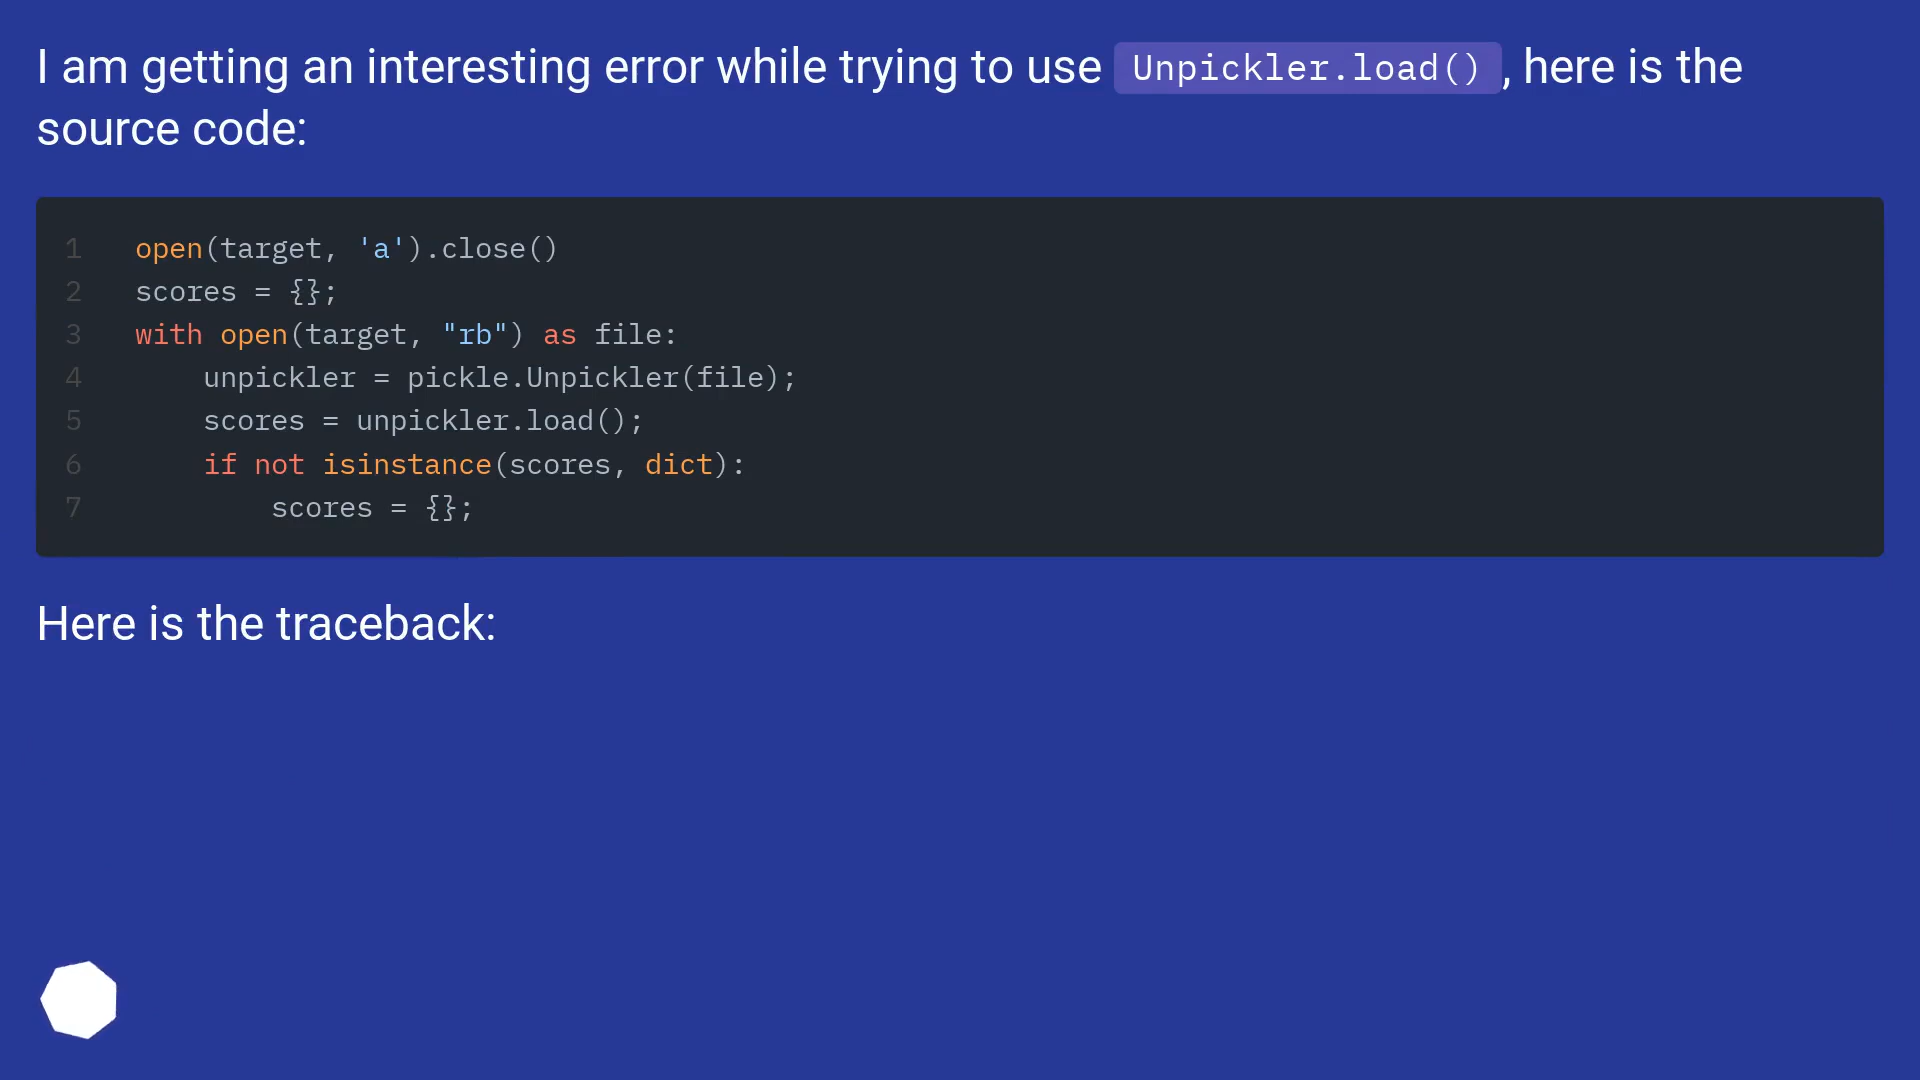 I am getting an interesting error while trying to use Unpickler.load(), here is the
source code:
1 open(target, 'a').close()
2 scores = {};
3 with open(target, "rb") as file:
4     unpickler = pickle.Unpickler(file);
5     scores = unpickler.load();
6     if not isinstance(scores, dict):
7         scores = {};
Here is the traceback: